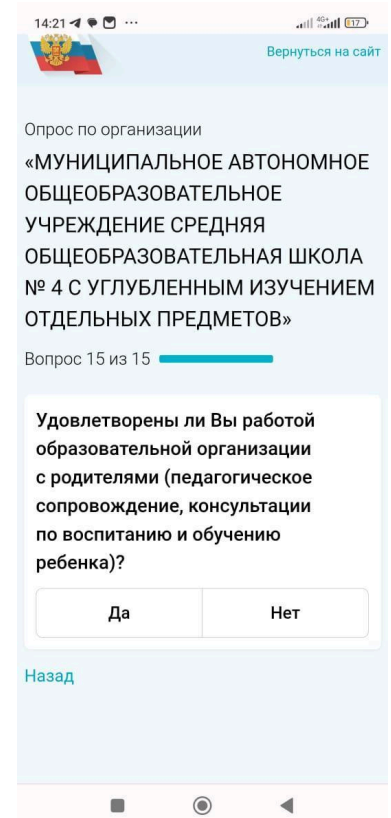 14:21
4G+
17
Вернуться на сайт
Опрос по организации
«МУНИЦИПАЛЬНОЕ АВТОНОМНОЕ
ОБЩЕОБРАЗОВАТЕЛЬНОЕ
УЧРЕЖДЕНИЕ СРЕДНЯЯ
ОБЩЕОБРАЗОВАТЕЛЬНАЯ ШКОЛА
№ 4 С УГЛУБЛЕННЫМ ИЗУЧЕНИЕМ
ОТДЕЛЬНЫХ ПРЕДМЕТОВ»
Вопрос 15 из 15
Удовлетворены ли Вы работой
образовательной организации
с родителями (педагогическое
сопровождение, консультации
по воспитанию и обучению
ребенка)?
Да
Нет
Назад